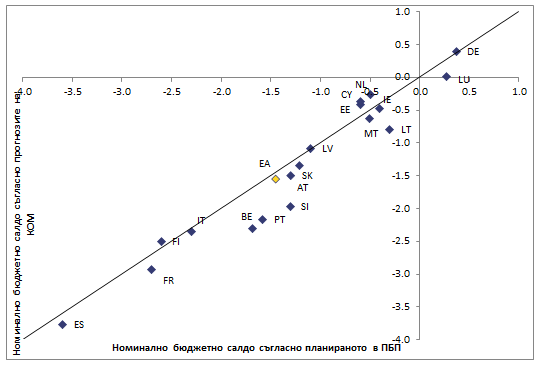 1.0
0.5
0.0
-0.5
-1.0
-1.5
-2.0
-2.5
-3.0
-3.5
-4.0
-4.0 -3.5 -3.0 -2.5 -2.0 -1.5 -1.0 -0.5 0.0 0.5 1.0
DE
LU
NL
CY
IE
EE
LT
MT
LV
EA
SK
AT
SI
BE
PT
IT
FI
FR
ES
Номинално бюджетно салдо съгласно прогнозите на
КОМ
Номинално бюджетно салдо съгласно планираното в ПБП